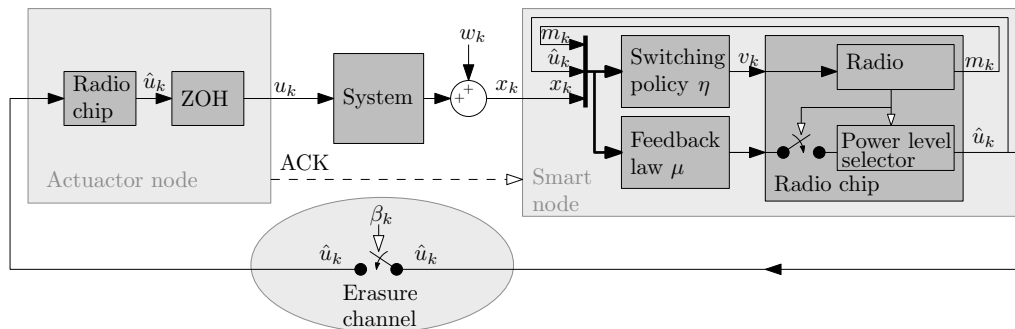 Radio
chip
û_k
ZOH
u_k
Actuactor node
System
w_k
+
+
x_k
ACK
m_k
û_k
x_k
Switching
policy η
v_k
Radio
m_k
Feedback
law μ
Power level
selector
û_k
Radio chip
Smart
node
β_k
û_k
û_k
Erasure
channel